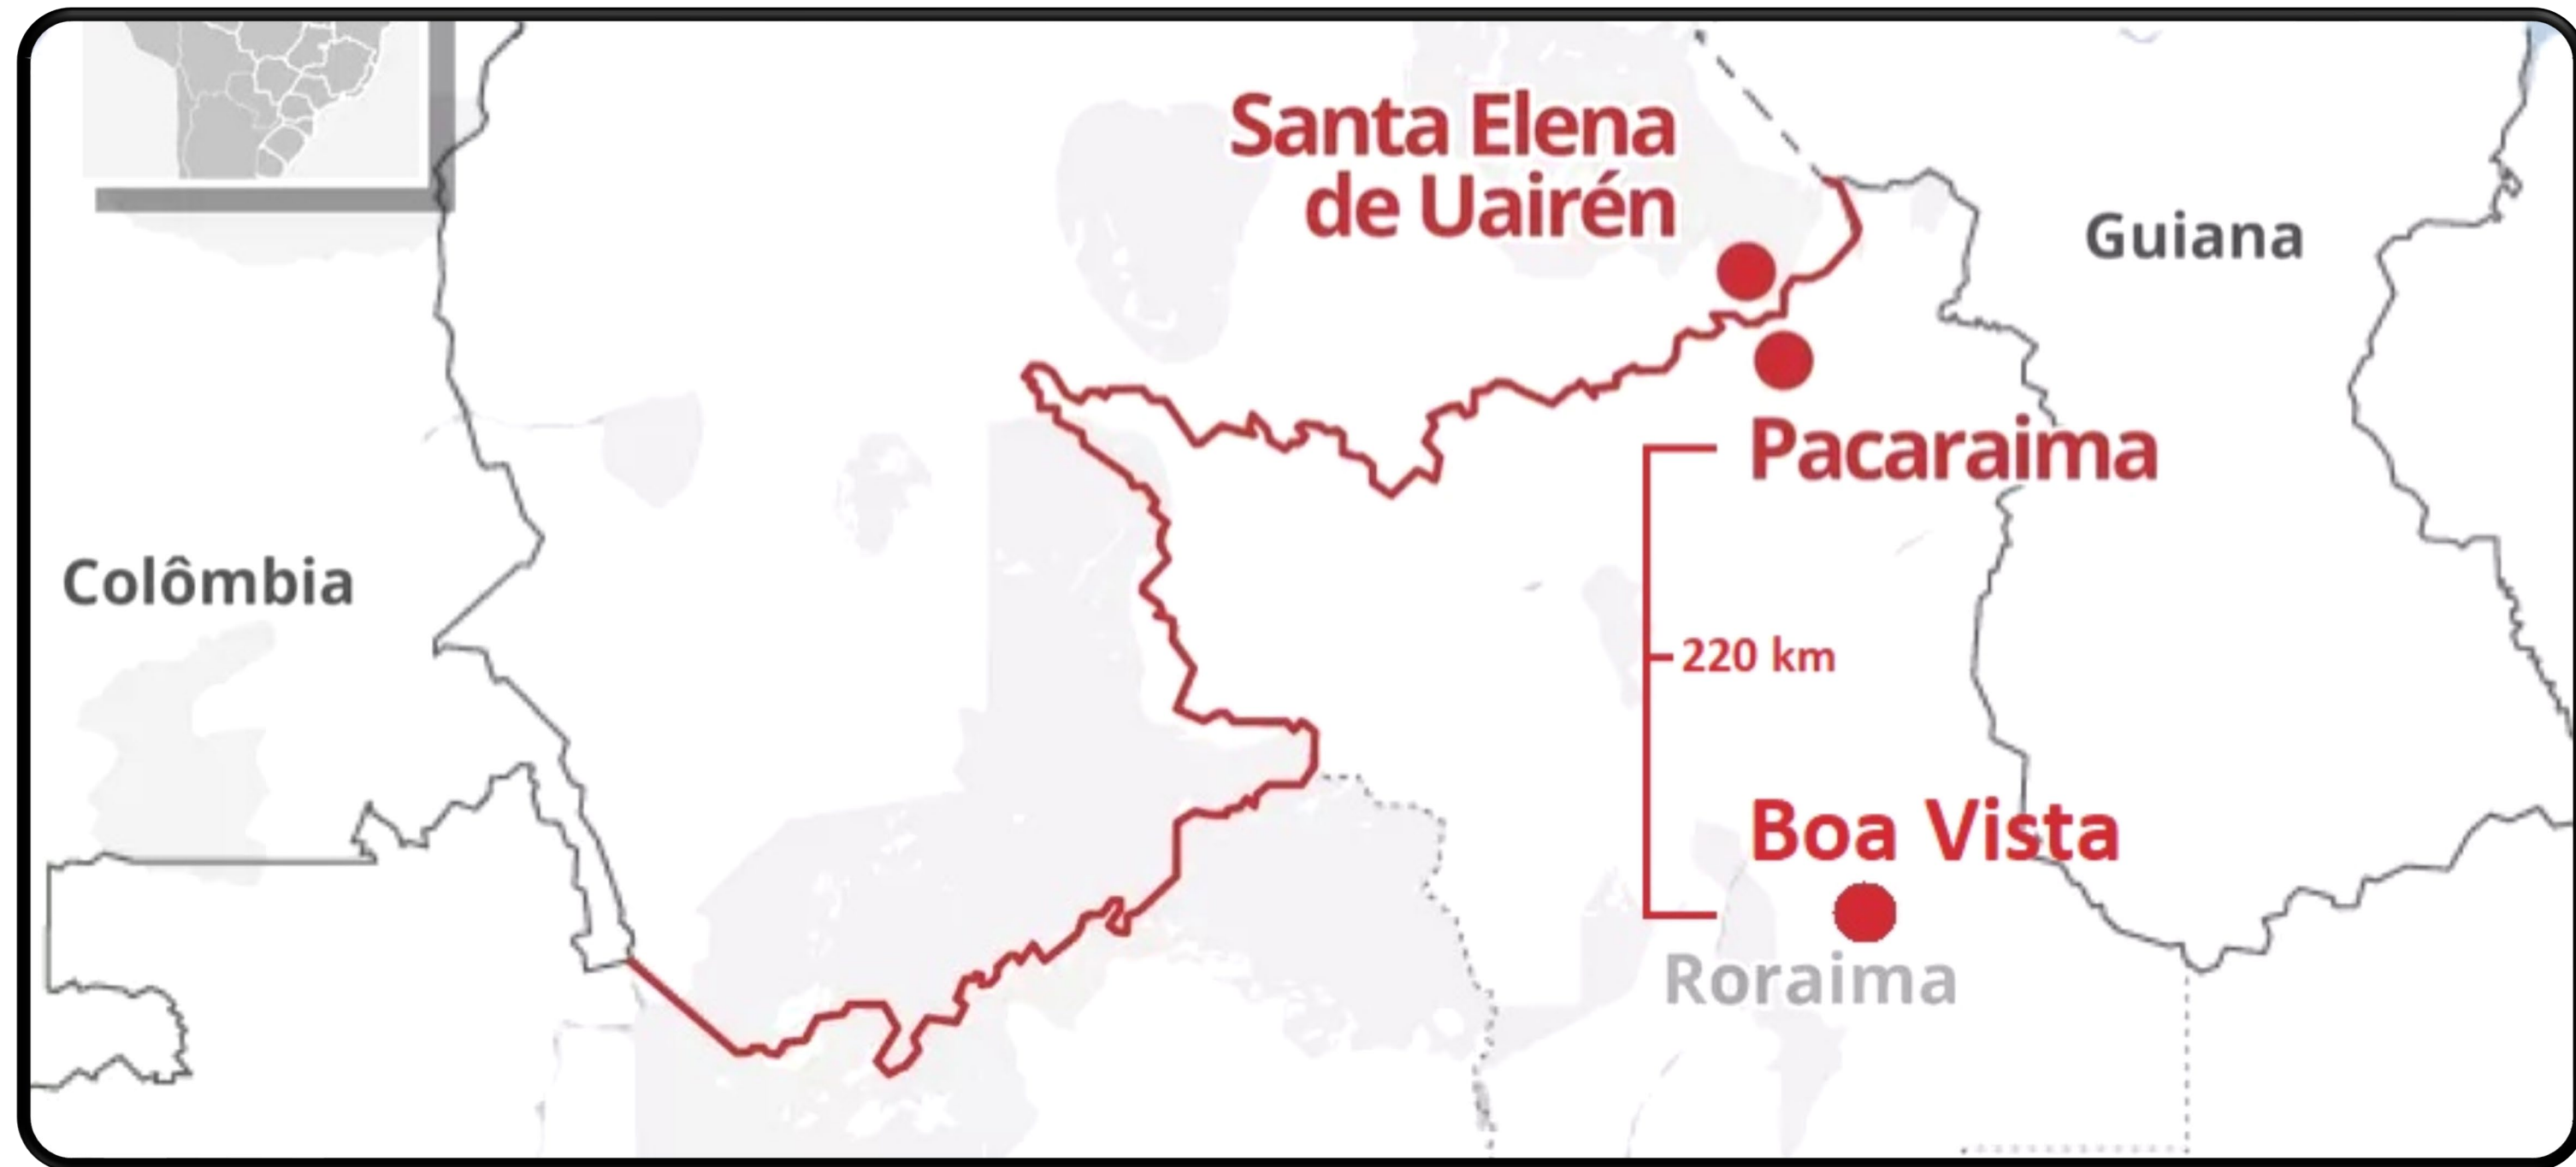 Santa Elena
de Uairén
Guiana
Pacaraima
Colômbia
220 km
Boa Vista
Roraima